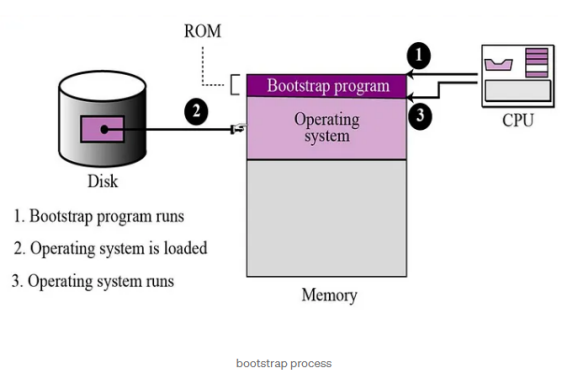 ROM
1
Bootstrap program
2
Operating
system
3
CPU
Disk
1. Bootstrap program runs
2. Operating system is loaded
3. Operating system runs
Memory
bootstrap process